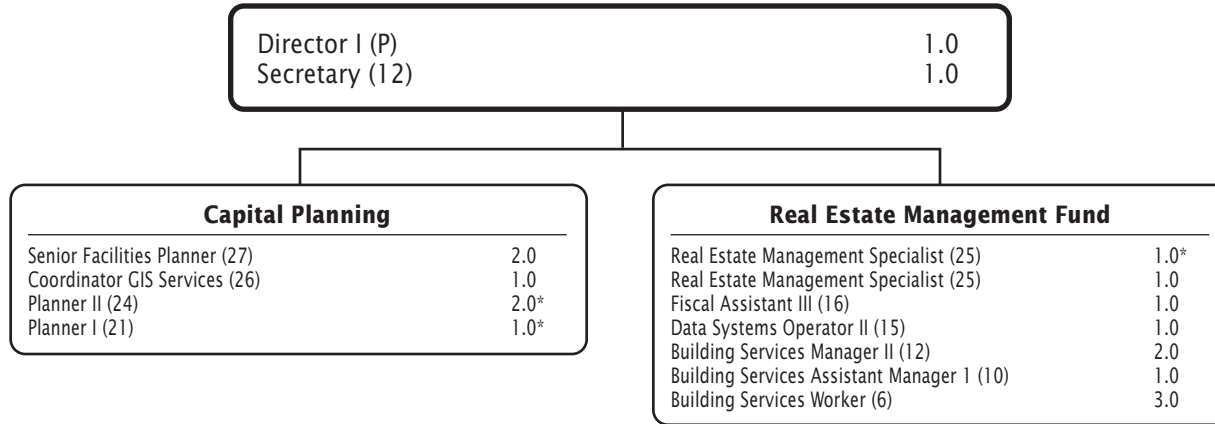 Director I (P) 1.0
Secretary (12) 1.0
Capital Planning
Senior Facilities Planner (27) 2.0
Coordinator GIS Services (26) 1.0
Planner II (24) 2.0*
Planner I (21) 1.0*
Real Estate Management Fund
Real Estate Management Specialist (25) 1.0*
Real Estate Management Specialist (25) 1.0
Fiscal Assistant III (16) 1.0
Data Systems Operator II (15) 1.0
Building Services Manager II (12) 2.0
Building Services Assistant Manager 1 (10) 1.0
Building Services Worker (6) 3.0